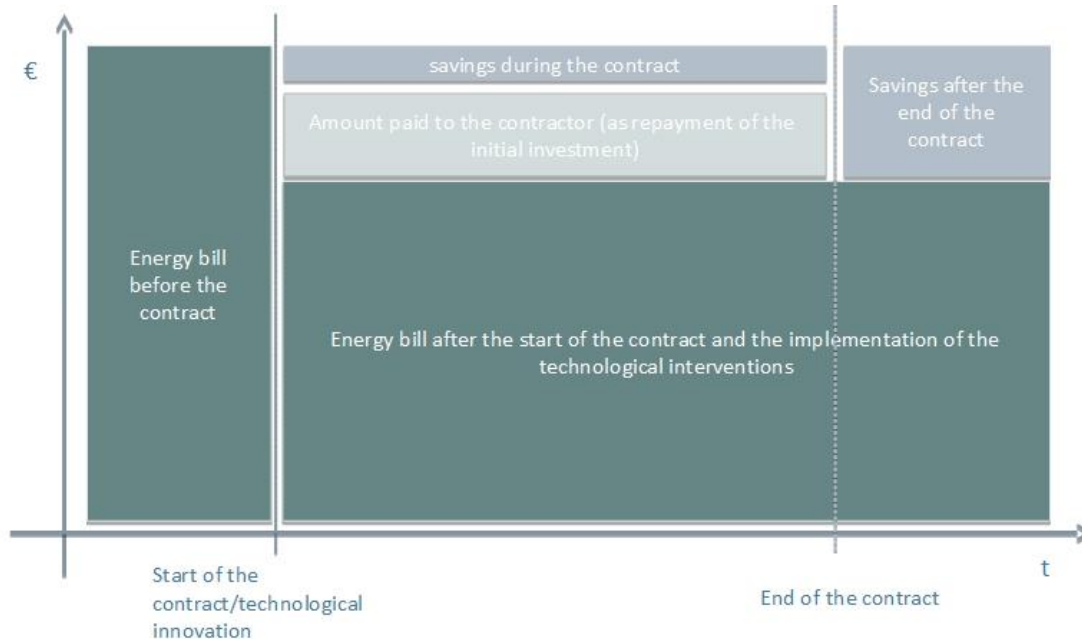 €
savings during the contract
Amount paid to the contractor (as repayment of the
initial investment)
Savings after the
end of the
contract
Energy bill
before the
contract
Energy bill after the start of the contract and the implementation of the
technological interventions
t
Start of the
contract/technological
innovation
End of the contract